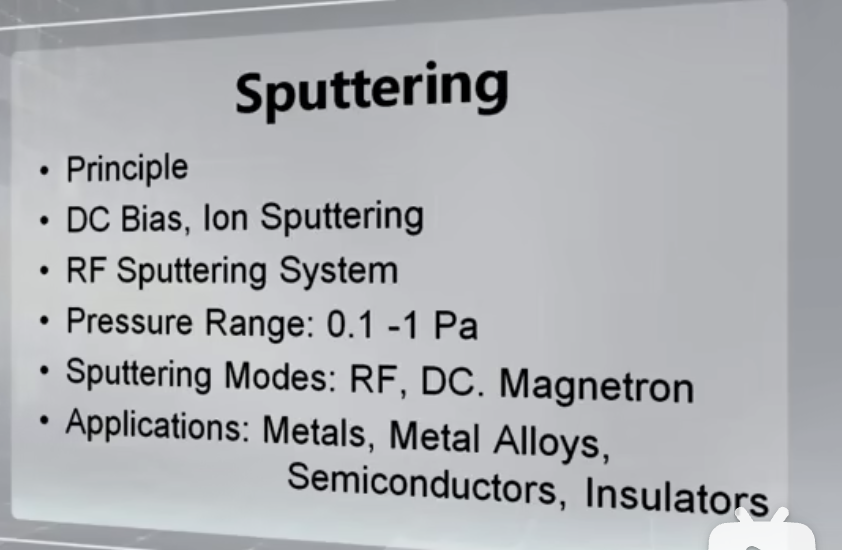 Sputtering
• Principle
• DC Bias, Ion Sputtering
• RF Sputtering System
• Pressure Range: 0.1 -1 Pa
• Sputtering Modes: RF, DC. Magnetron
• Applications: Metals, Metal Alloys,
Semiconductors, Insulators